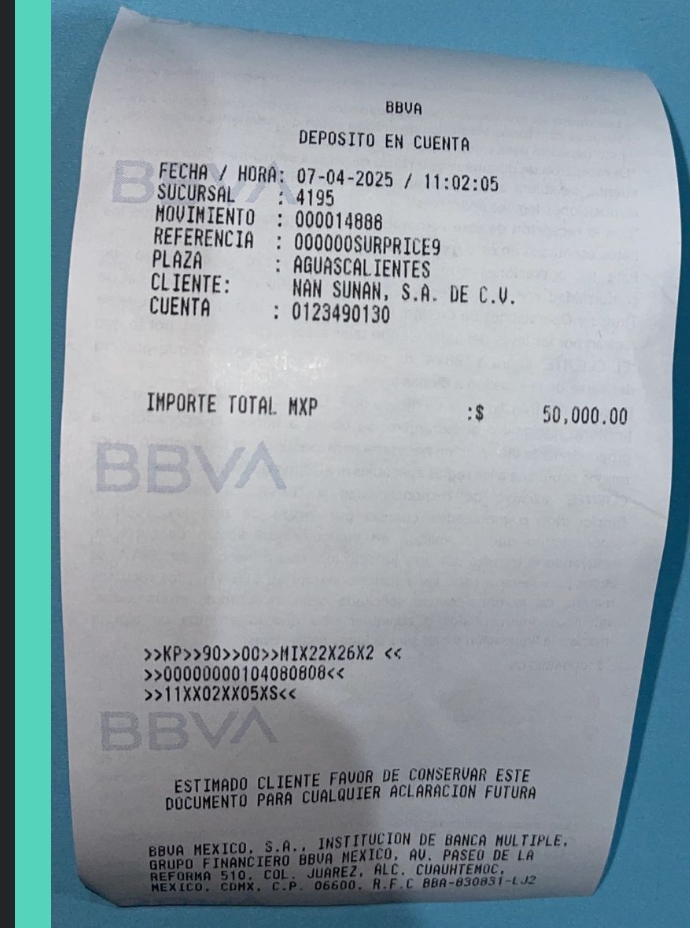 BBVA
DEPOSITO EN CUENTA
FECHA / HORA: 07-04-2025 / 11:02:05
SUCURSAL : 4195
MOVIMIENTO : 000014888
REFERENCIA : 000000SURPRICE9
PLAZA : AGUASCALIENTES
CLIENTE: NAN SUNAN, S.A. DE C.V.
CUENTA : 0123490130
IMPORTE TOTAL MXP :$ 50,000.00
BBVA
>>KP>>90>>00>>MIX22X26X2 <<
>>00000000104080808<<
>>11XX02XX05XS<<
BBVA
ESTIMADO CLIENTE FAVOR DE CONSERVAR ESTE
DOCUMENTO PARA CUALQUIER ACLARACION FUTURA
BBVA MEXICO, S.A., INSTITUCION DE BANCA MULTIPLE,
GRUPO FINANCIERO BBVA MEXICO, AV. PASEO DE LA
REFORMA 510, COL. JUAREZ, ALC. CUAUHTEMOC,
MEXICO, CDMX, C.P. 06600, R.F.C BBA-830831-LJ2